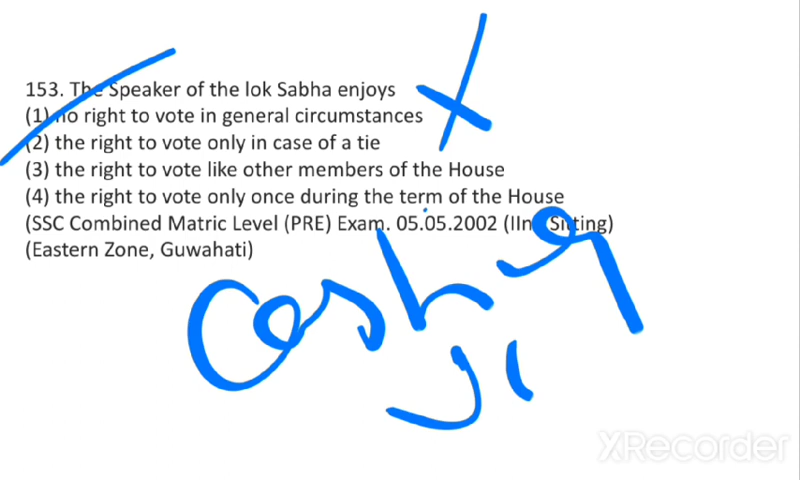 153. The Speaker of the lok Sabha enjoys
(1) no right to vote in general circumstances
(2) the right to vote only in case of a tie
(3) the right to vote like other members of the House
(4) the right to vote only once during the term of the House
(SSC Combined Matric Level (PRE) Exam. 05.05.2002 (IInd Sitting)
(Eastern Zone, Guwahati)
XRecorder